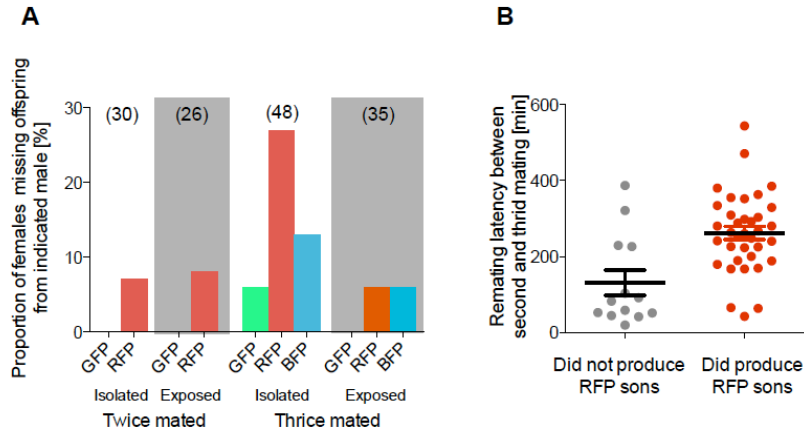 A
Proportion of females missing offspring
from indicated male [%]
30
20
10
0
(30)
(26)
(48)
(35)
GFP
RFP
GFP
RFP
GFP
RFP
BFP
GFP
RFP
BFP
Isolated
Exposed
Isolated
Exposed
Twice mated
Thrice mated
B
Remating latency between
second and thrid mating [min]
600
400
200
0
Did not produce
RFP sons
Did produce
RFP sons